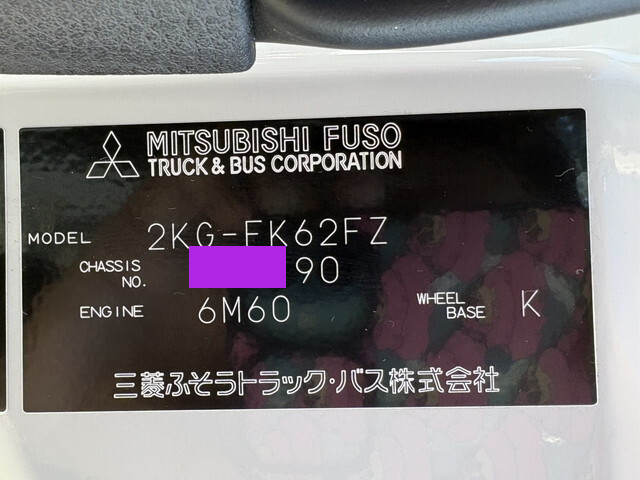 MITSUBISHI FUSO
TRUCK & BUS CORPORATION
MODEL 2KG-FK62FZ
CHASSIS NO. 90
ENGINE 6M60 WHEEL BASE K
三菱ふそうトラック・バス株式会社